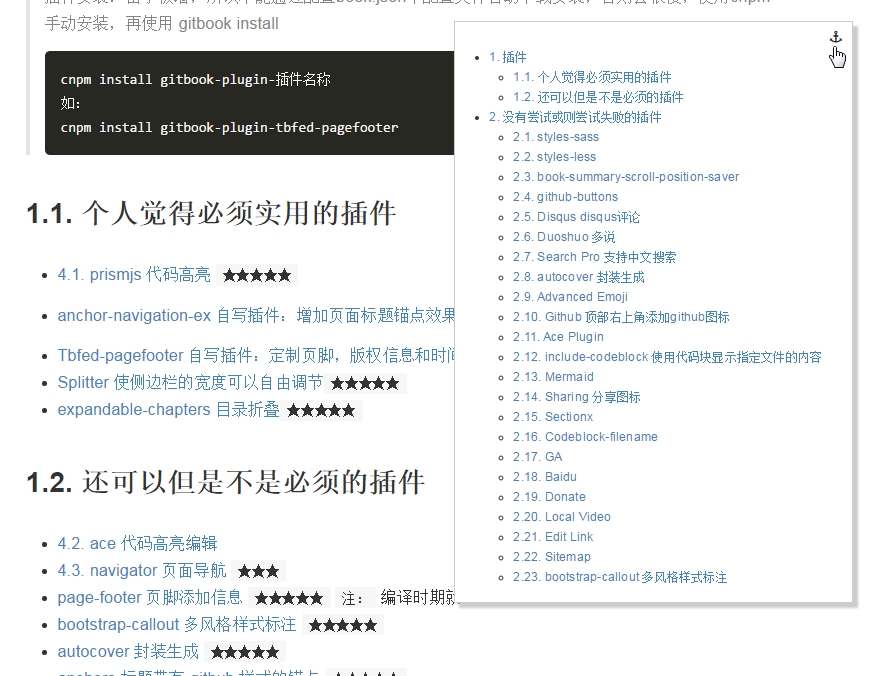 手动安装，再使用 gitbook install
cnpm install gitbook-plugin-插件名称
如：
cnpm install gitbook-plugin-tbfed-pagefooter
1.1. 个人觉得必须实用的插件
4.1. prismjs 代码高亮 ★★★★★
anchor-navigation-ex 自写插件：增加页面标题锚点效果
Tbfed-pagefooter 自写插件：定制页脚，版权信息和时间
Splitter 使侧边栏的宽度可以自由调节 ★★★★★
expandable-chapters 目录折叠 ★★★★★
1.2. 还可以但是不是必须的插件
4.2. ace 代码高亮编辑
4.3. navigator 页面导航 ★★★
page-footer 页脚添加信息 ★★★★★ 注： 编译时期
bootstrap-callout 多风格样式标注 ★★★★★
autocover 封装生成 ★★★★★
1. 插件
1.1. 个人觉得必须实用的插件
1.2. 还可以但是不是必须的插件
2. 没有尝试或则尝试失败的插件
2.1. styles-sass
2.2. styles-less
2.3. book-summary-scroll-position-saver
2.4. github-buttons
2.5. Disqus disqus评论
2.6. Duoshuo 多说
2.7. Search Pro 支持中文搜索
2.8. autocover 封装生成
2.9. Advanced Emoji
2.10. Github 顶部右上角添加github图标
2.11. Ace Plugin
2.12. include-codeblock 使用代码块显示指定文件的内容
2.13. Mermaid
2.14. Sharing 分享图标
2.15. Sectionx
2.16. Codeblock-filename
2.17. GA
2.18. Baidu
2.19. Donate
2.20. Local Video
2.21. Edit Link
2.22. Sitemap
2.23. bootstrap-callout 多风格样式标注